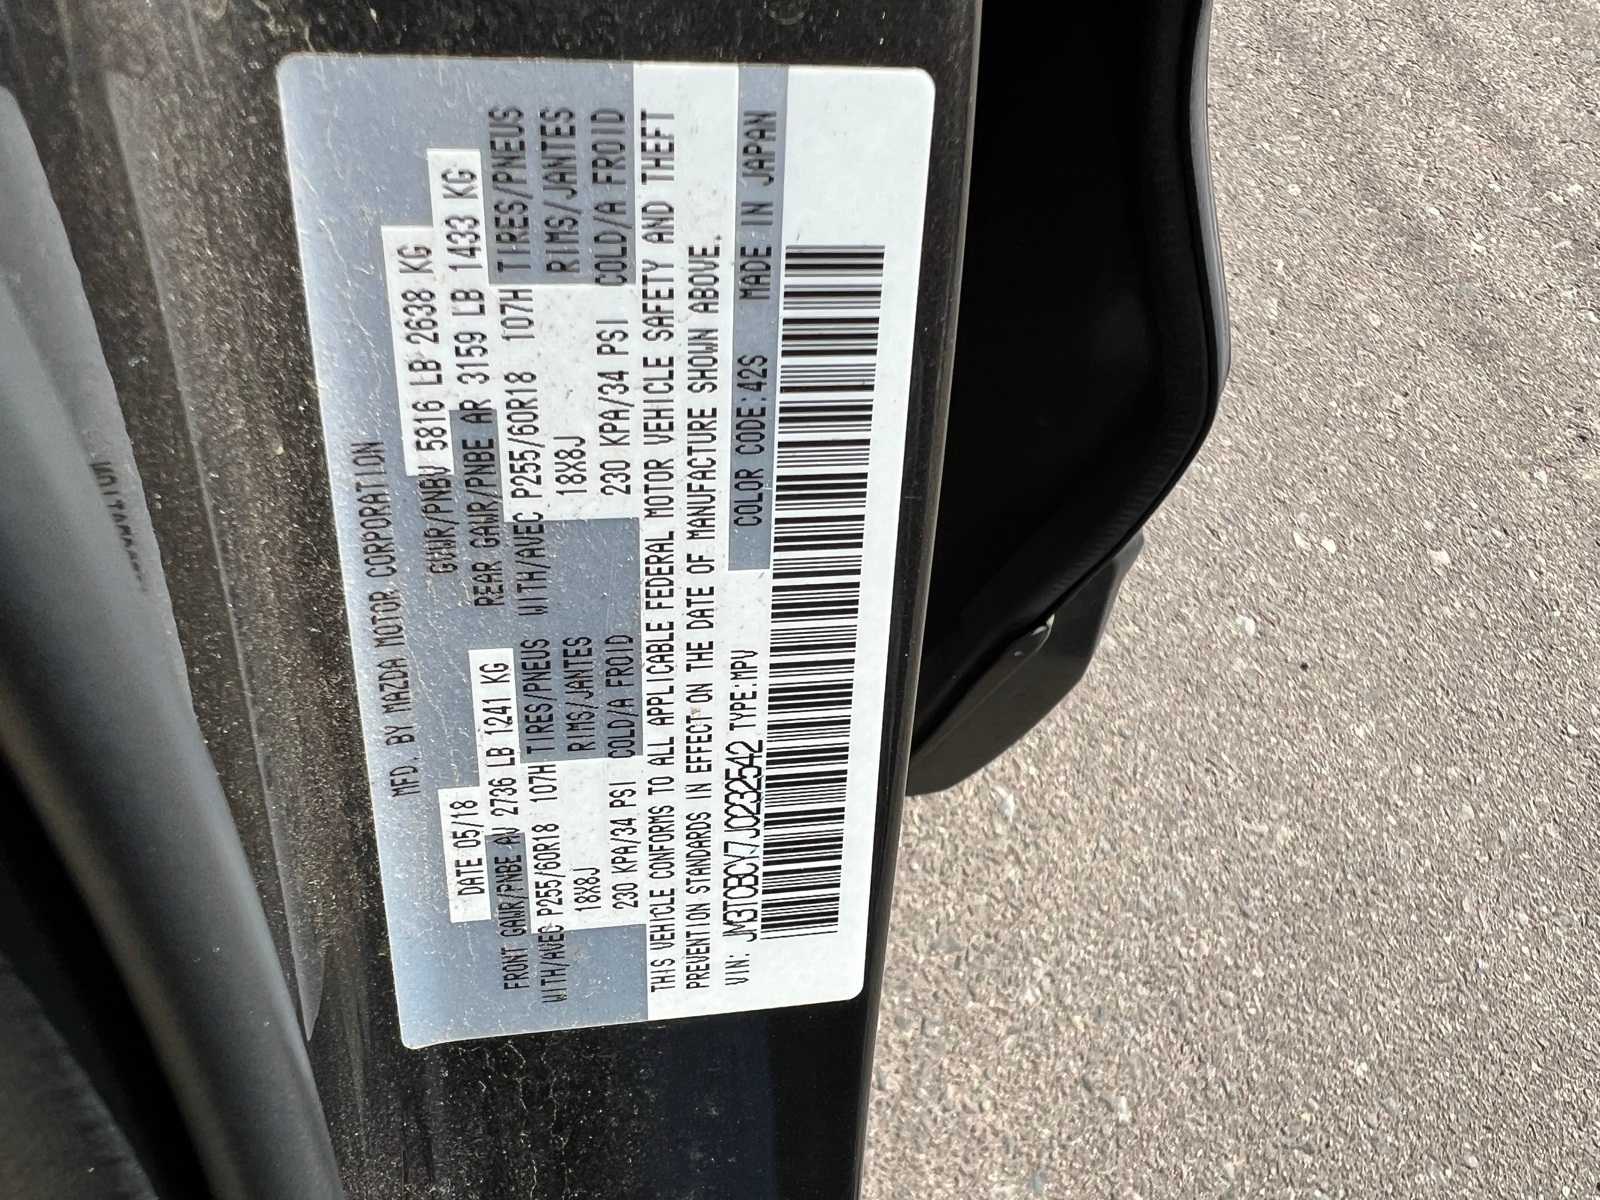 MFD. BY MAZDA MOTOR CORPORATION
DATE 05/18 GVWR/PNBV 5816 LB 2638 KG
FRONT GAWR/PNBE AV 2736 LB 1241 KG REAR GAWR/PNBE AR 3159 LB 1433 KG
WITH/AVEC P255/60R18 107H TIRES/PNEUS WITH/AVEC P255/60R18 107H TIRES/PNEUS
18X8J RIMS/JANTES 18X8J RIMS/JANTES
230 KPA/34 PSI COLD/A FROID 230 KPA/34 PSI COLD/A FROID
THIS VEHICLE CONFORMS TO ALL APPLICABLE FEDERAL MOTOR VEHICLE SAFETY AND THEFT
PREVENTION STANDARDS IN EFFECT ON THE DATE OF MANUFACTURE SHOWN ABOVE.
VIN: JM3TCBCY7J0232542 TYPE:MPV COLOR CODE:42S MADE IN JAPAN